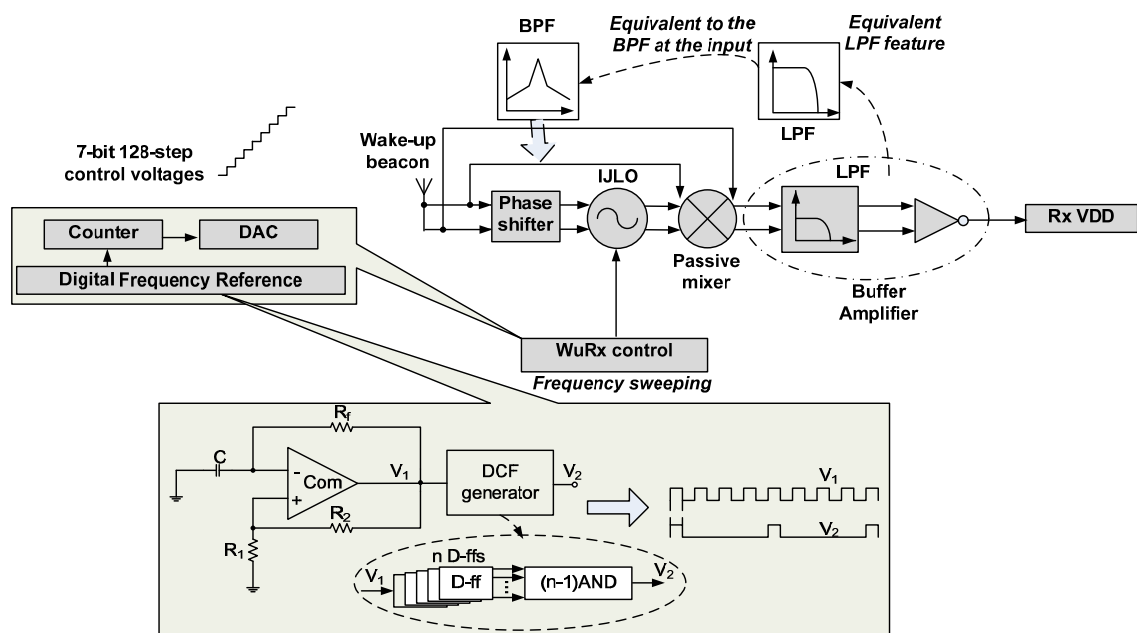 BPF
Equivalent to the
BPF at the input
Equivalent
LPF feature
LPF
7-bit 128-step
control voltages
Wake-up
beacon
Phase
shifter
IJLO
Passive
mixer
LPF
Buffer
Amplifier
Rx VDD
Counter
DAC
Digital Frequency Reference
WuRx control
Frequency sweeping
Rf
C
-
+
Com
V1
R2
R1
DCF
generator
V2
V1
V2
n D-ffs
V1
D-ff
(n-1)AND
V2